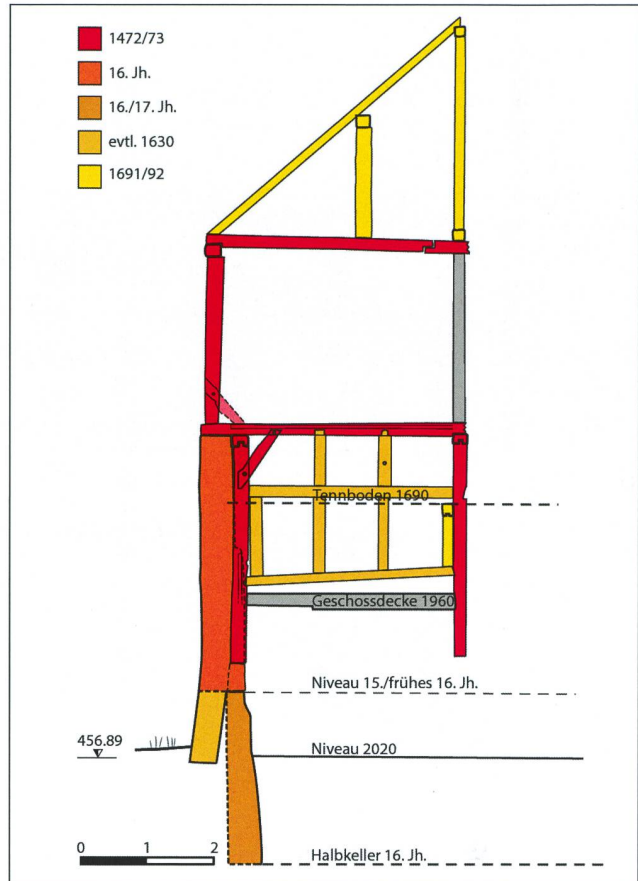 1472/73
16. Jh.
16./17. Jh.
evtl. 1630
1691/92
Tennboden 1690
Geschossdecke 1960
Niveau 15./frühes 16. Jh.
456.89
Niveau 2020
0 1 2
Halbkeller 16. Jh.